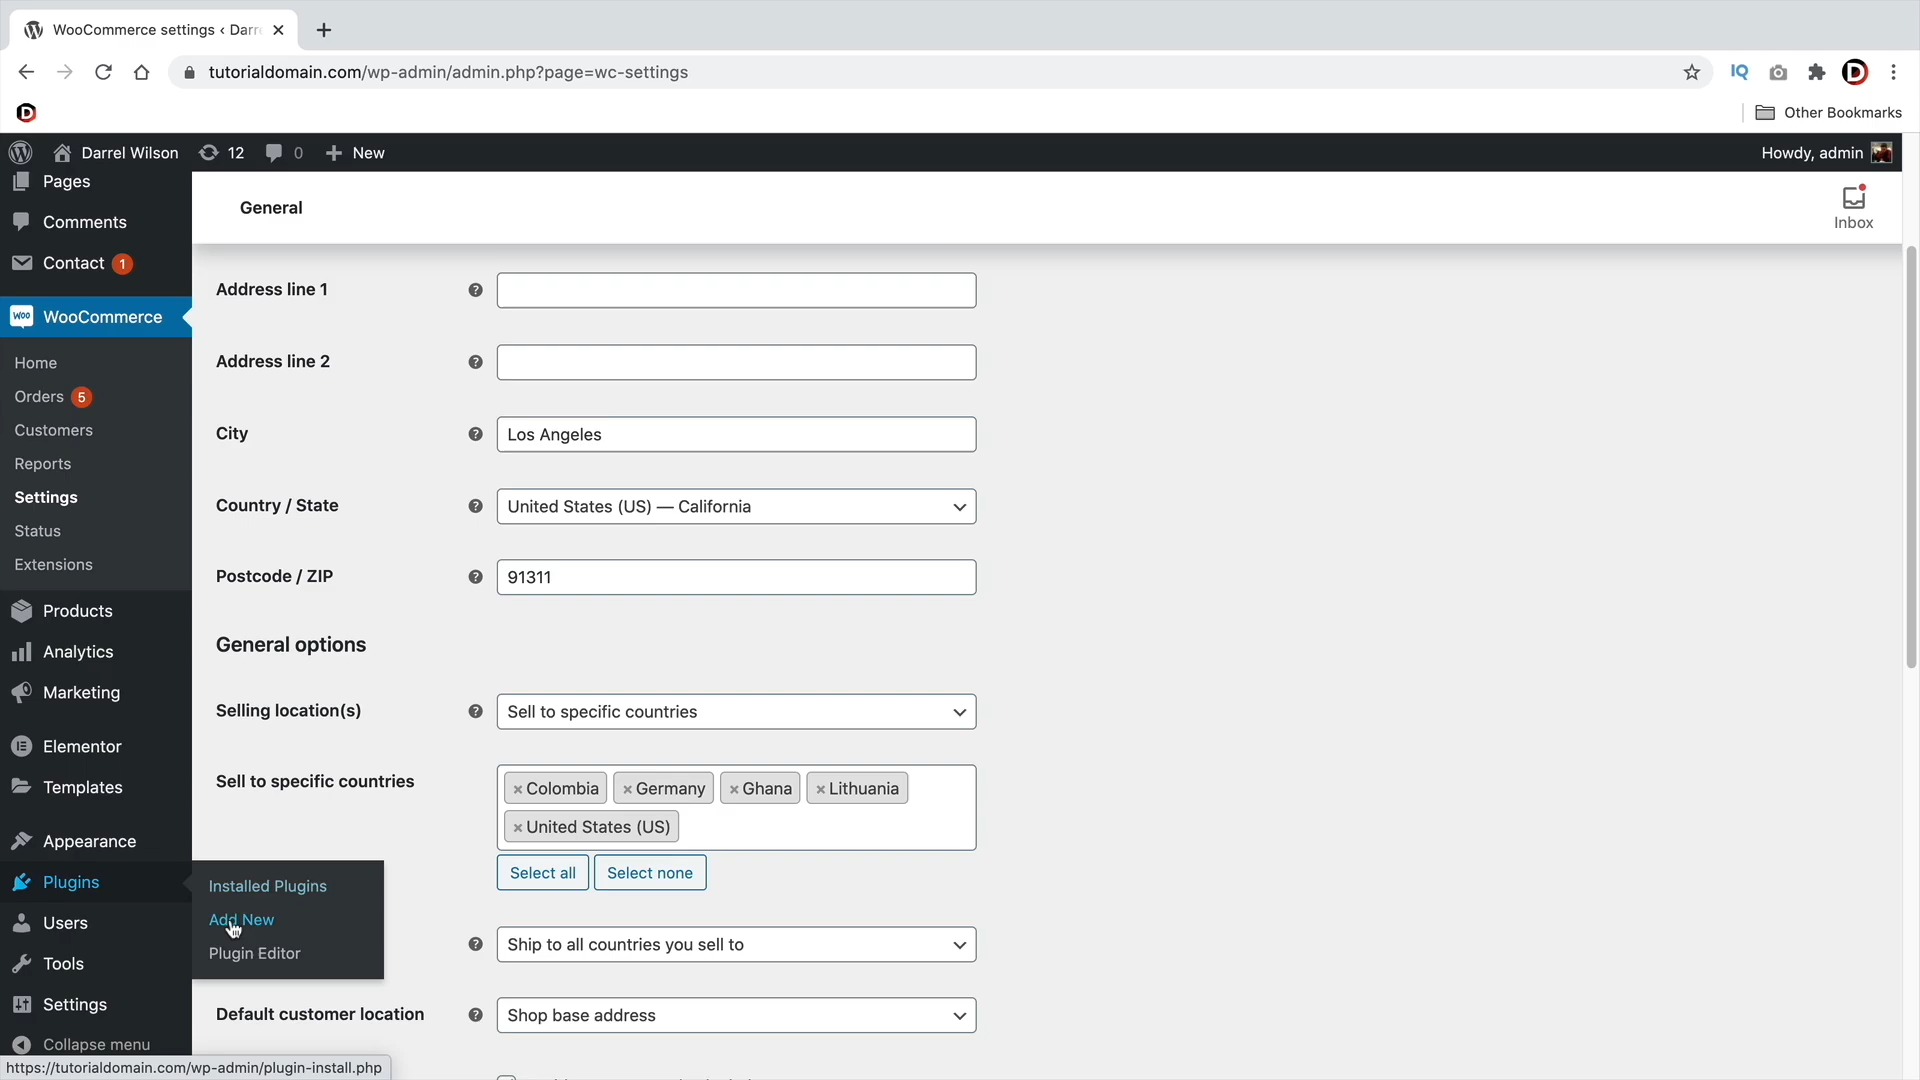 WooCommerce settings ‹ Darre
tutorialdomain.com/wp-admin/admin.php?page=wc-settings
IQ
Other Bookmarks
Darrel Wilson
12
0
New
Howdy, admin
Pages
Comments
Contact 1
WooCommerce
Home
Orders 5
Customers
Reports
Settings
Status
Extensions
Products
Analytics
Marketing
Elementor
Templates
Appearance
Plugins
Users
Tools
Settings
Collapse menu
Installed Plugins
Add New
Plugin Editor
General
Inbox
Address line 1
Address line 2
City
Los Angeles
Country / State
United States (US) — California
Postcode / ZIP
91311
General options
Selling location(s)
Sell to specific countries
Sell to specific countries
×Colombia ×Germany ×Ghana ×Lithuania
×United States (US)
Select all
Select none
Ship to all countries you sell to
Default customer location
Shop base address
https://tutorialdomain.com/wp-admin/plugin-install.php